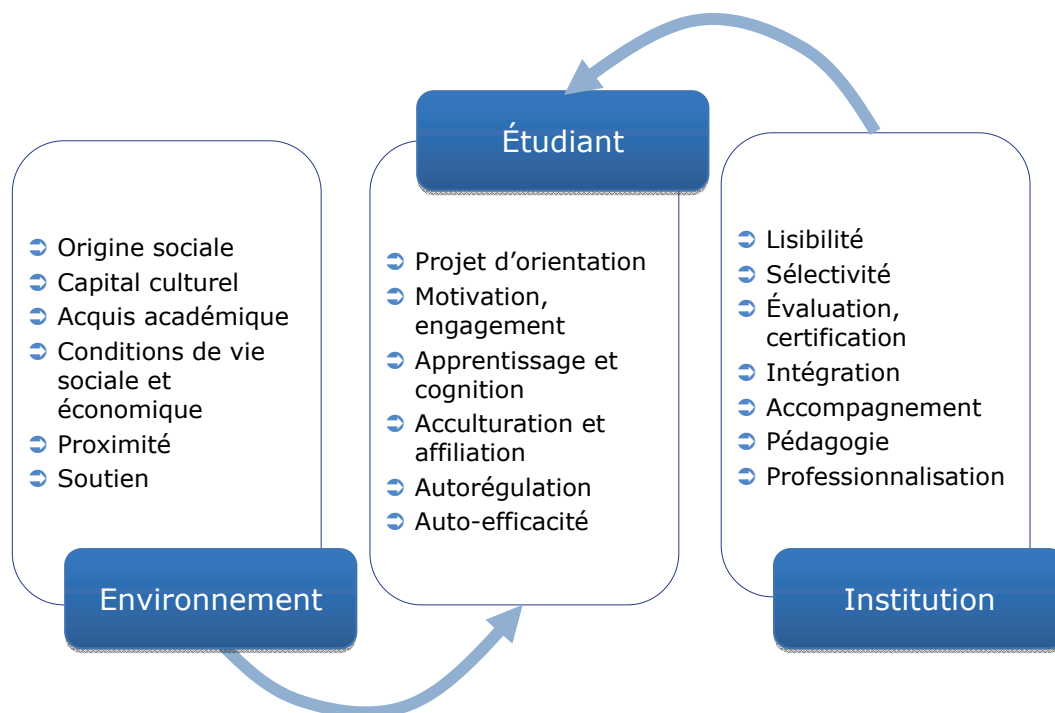 Origine sociale
Capital culturel
Acquis académique
Conditions de vie
sociale et
économique
Proximité
Soutien
Environnement
Étudiant
Projet d'orientation
Motivation,
engagement
Apprentissage et
cognition
Acculturation et
affiliation
Autorégulation
Auto-efficacité
Lisibilité
Sélectivité
Évaluation,
certification
Intégration
Accompagnement
Pédagogie
Professionnalisation
Institution